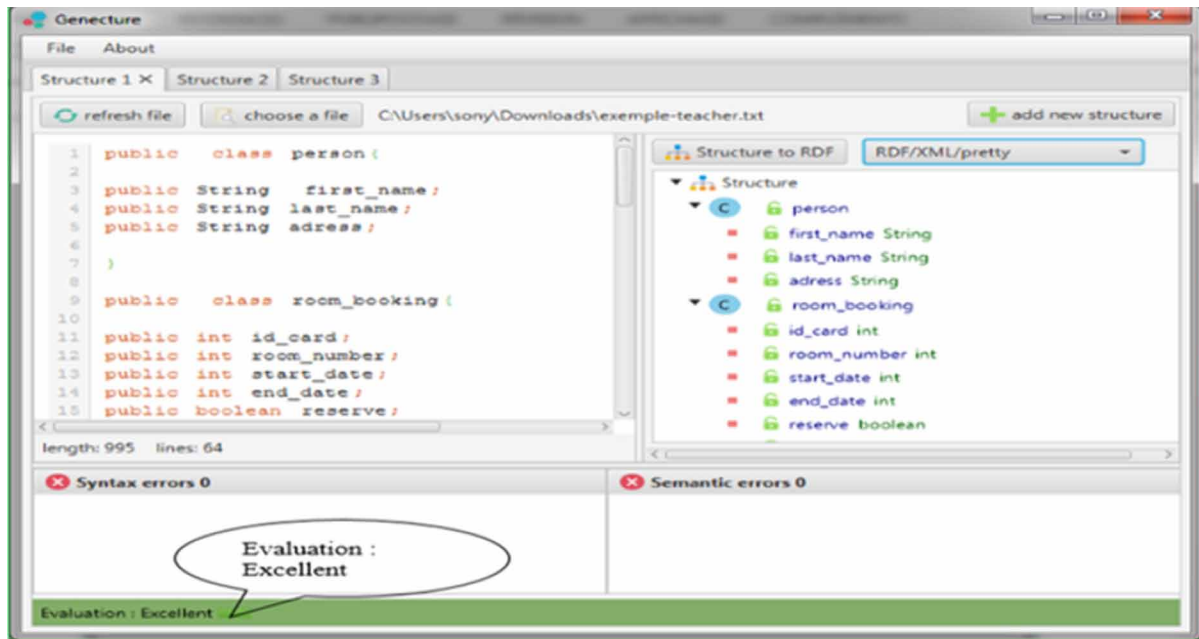 Genecture
File About
Structure 1 × Structure 2 Structure 3
refresh file choose a file C:\Users\sony\Downloads\exemple-teacher.txt add new structure
1 public class person{
2
3 public String first_name;
4 public String last_name;
5 public String adress;
6
7 }
8
9 public class room_booking{
10
11 public int id_card;
12 public int room_number;
13 public int start_date;
14 public int end_date;
15 public boolean reserve;
length: 995 lines: 64
Structure to RDF RDF/XML/pretty
Structure
C person
first_name String
last_name String
adress String
C room_booking
id_card int
room_number int
start_date int
end_date int
reserve boolean
Syntax errors 0
Semantic errors 0
Evaluation :
Excellent
Evaluation : Excellent